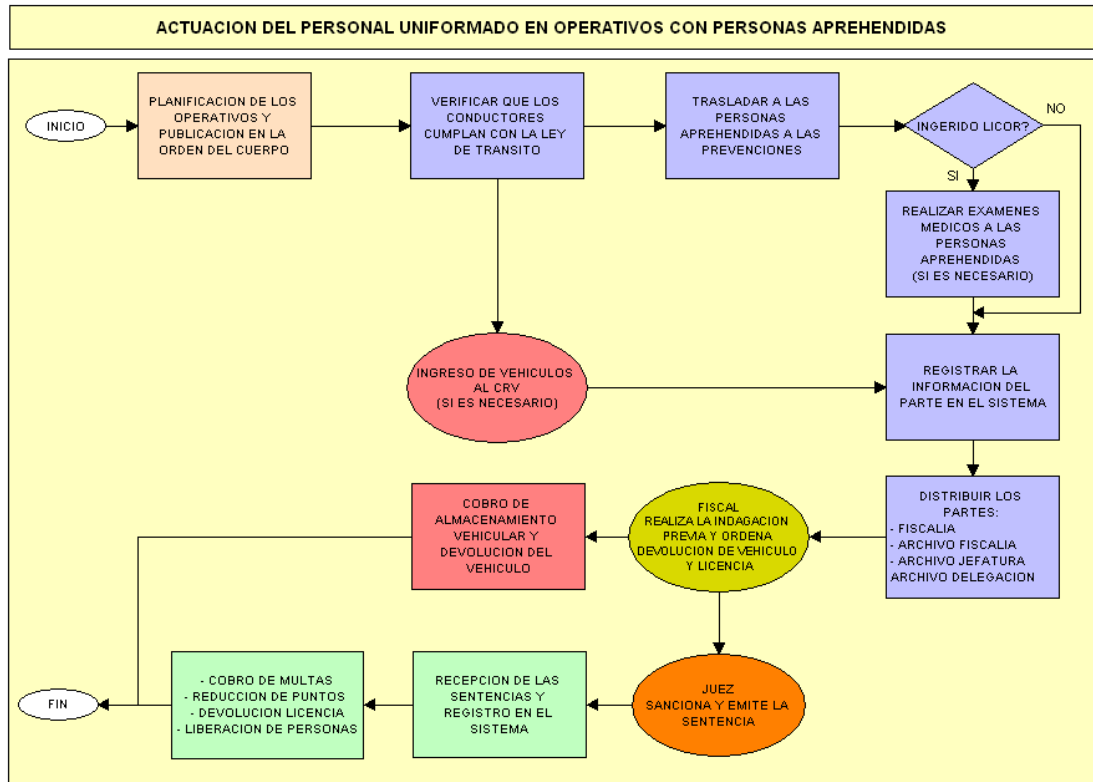 ACTUACION DEL PERSONAL UNIFORMADO EN OPERATIVOS CON PERSONAS APREHENDIDAS
INICIO
PLANIFICACION DE LOS
OPERATIVOS Y
PUBLICACION EN LA
ORDEN DEL CUERPO
VERIFICAR QUE LOS
CONDUCTORES
CUMPLAN CON LA LEY
DE TRANSITO
TRASLADAR A LAS
PERSONAS
APREHENDIDAS A LAS
PREVENCIONES
INGERIDO LICOR?
NO
SI
REALIZAR EXAMENES
MEDICOS A LAS
PERSONAS
APREHENDIDAS
(SI ES NECESARIO)
INGRESO DE VEHICULOS
AL CRV
(SI ES NECESARIO)
REGISTRAR LA
INFORMACION DEL
PARTE EN EL SISTEMA
DISTRIBUIR LOS
PARTES:
- FISCALIA
- ARCHIVO FISCALIA
- ARCHIVO JEFATURA
ARCHIVO DELEGACION
FISCAL
REALIZA LA INDAGACION
PREVIA Y ORDENA
DEVOLUCION DE VEHICULO
Y LICENCIA
COBRO DE
ALMACENAMIENTO
VEHICULAR Y
DEVOLUCION DEL
VEHICULO
JUEZ
SANCIONA Y EMITE LA
SENTENCIA
RECEPCION DE LAS
SENTENCIAS Y
REGISTRO EN EL
SISTEMA
- COBRO DE MULTAS
- REDUCCION DE PUNTOS
- DEVOLUCION LICENCIA
- LIBERACION DE PERSONAS
FIN